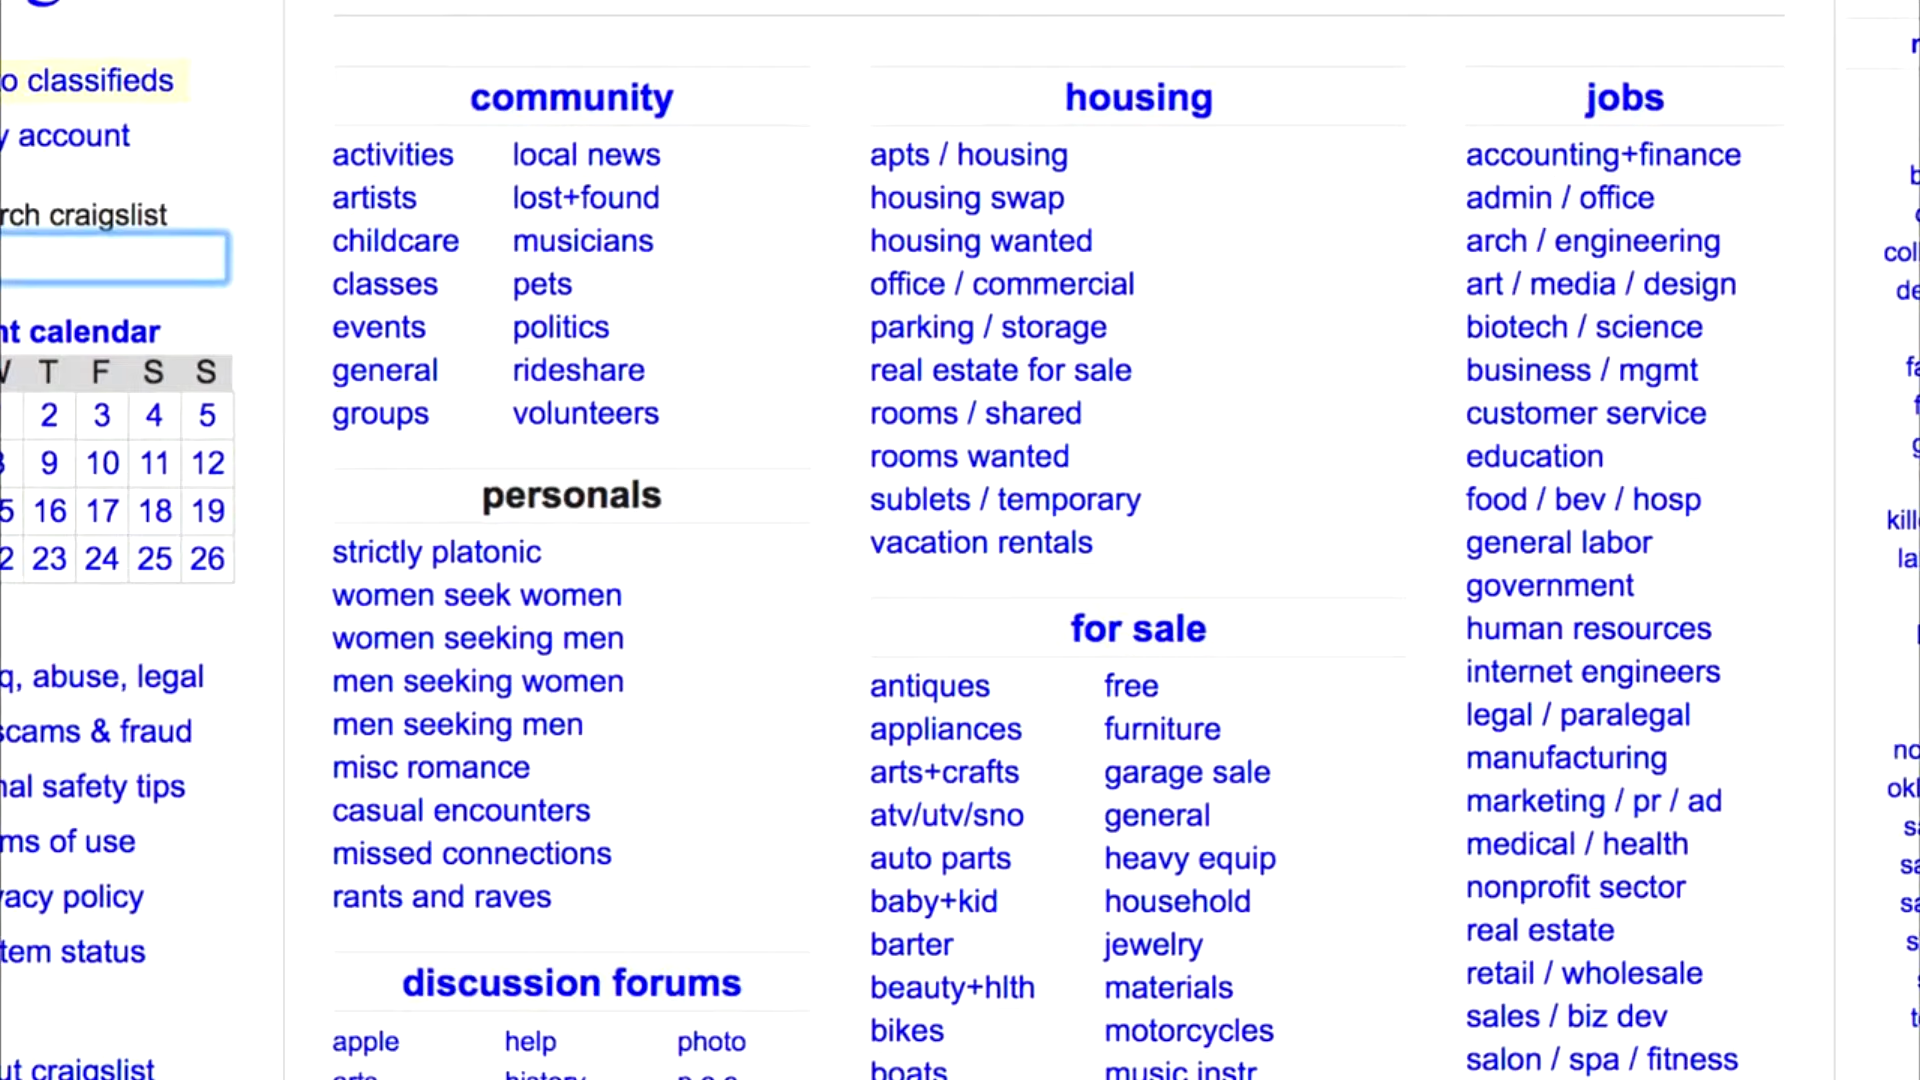 o classifieds
y account
rch craigslist
nt calendar
T F S S
2 3 4 5
9 10 11 12
16 17 18 19
23 24 25 26
q, abuse, legal
scams & fraud
nal safety tips
ms of use
vacy policy
tem status
ut craigslist
community
activities
artists
childcare
classes
events
general
groups
local news
lost+found
musicians
pets
politics
rideshare
volunteers
personals
strictly platonic
women seek women
women seeking men
men seeking women
men seeking men
misc romance
casual encounters
missed connections
rants and raves
discussion forums
apple
help
photo
housing
apts / housing
housing swap
housing wanted
office / commercial
parking / storage
real estate for sale
rooms / shared
rooms wanted
sublets / temporary
vacation rentals
for sale
antiques
appliances
arts+crafts
atv/utv/sno
auto parts
baby+kid
barter
beauty+hlth
bikes
boats
free
furniture
garage sale
general
heavy equip
household
jewelry
materials
motorcycles
music instr
jobs
accounting+finance
admin / office
arch / engineering
art / media / design
biotech / science
business / mgmt
customer service
education
food / bev / hosp
general labor
government
human resources
internet engineers
legal / paralegal
manufacturing
marketing / pr / ad
medical / health
nonprofit sector
real estate
retail / wholesale
sales / biz dev
salon / spa / fitness